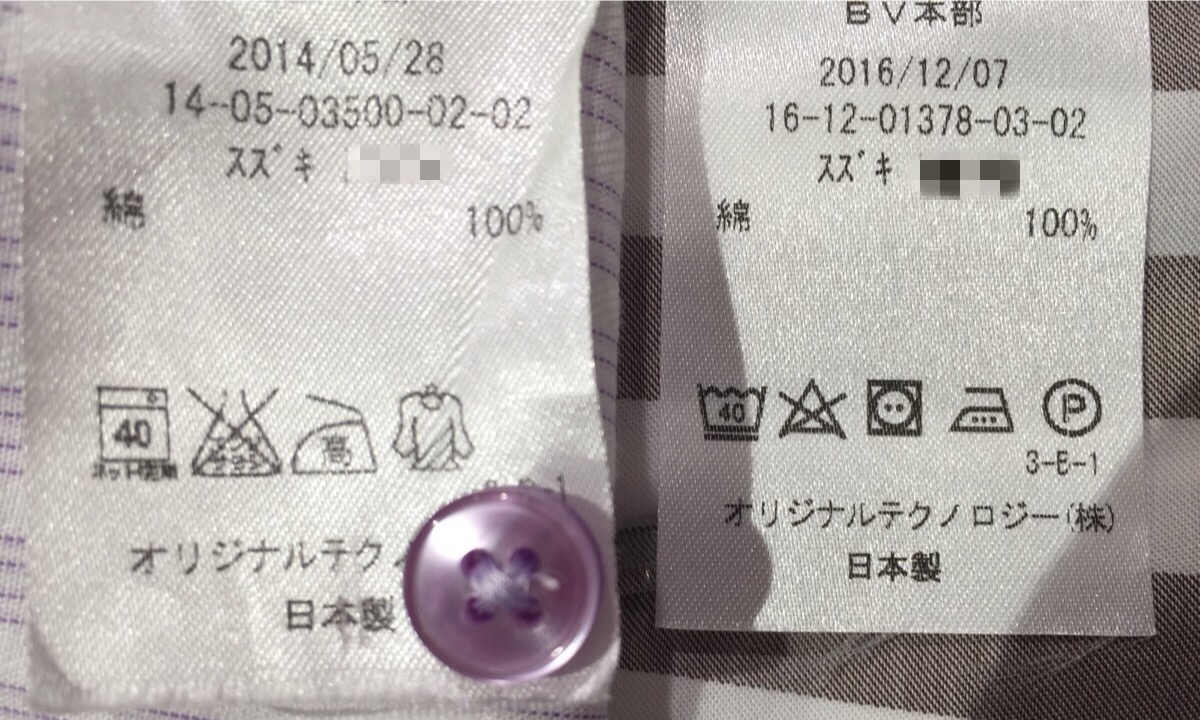 2014/05/28
14-05-03500-02-02
スズキ
綿 100%
40
ネット使用
高
オリジナルテク
日本製
BV本部
2016/12/07
16-12-01378-03-02
スズキ
綿 100%
40
P
3-B-1
オリジナルテクノロジー(株)
日本製